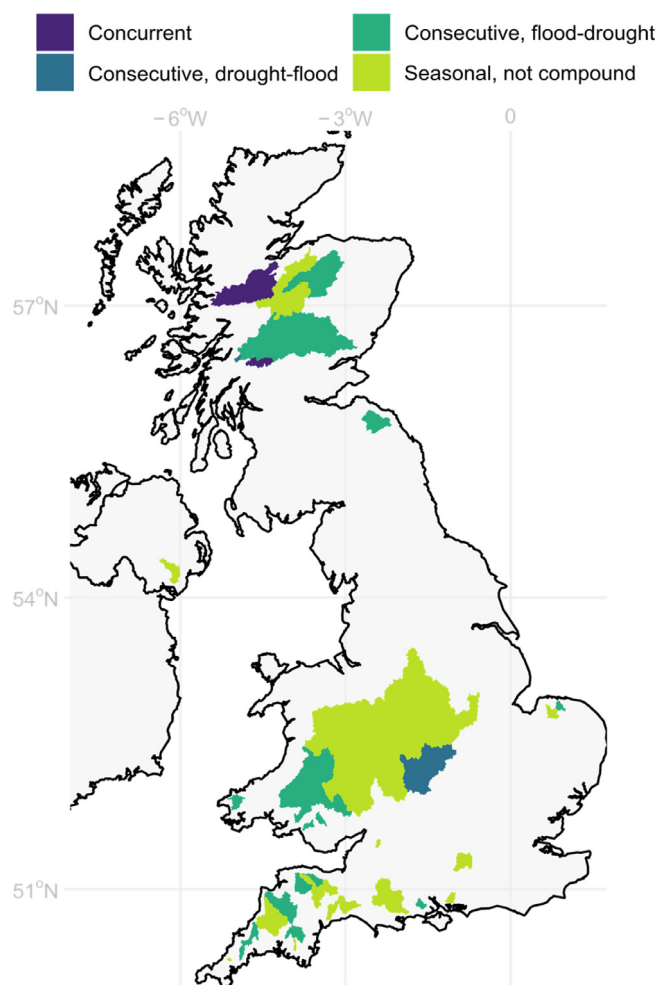 Concurrent
Consecutive, flood-drought
Consecutive, drought-flood
Seasonal, not compound
−6°W
−3°W
0
57°N
54°N
51°N